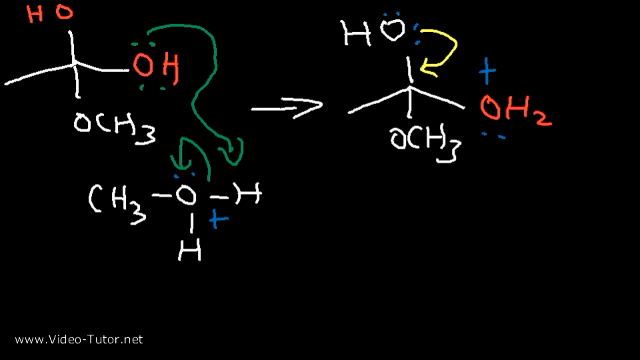 HO
HO
OH
+
OH2
OCH3
OCH3
CH3 - O - H
+
H
www.Video-Tutor.net